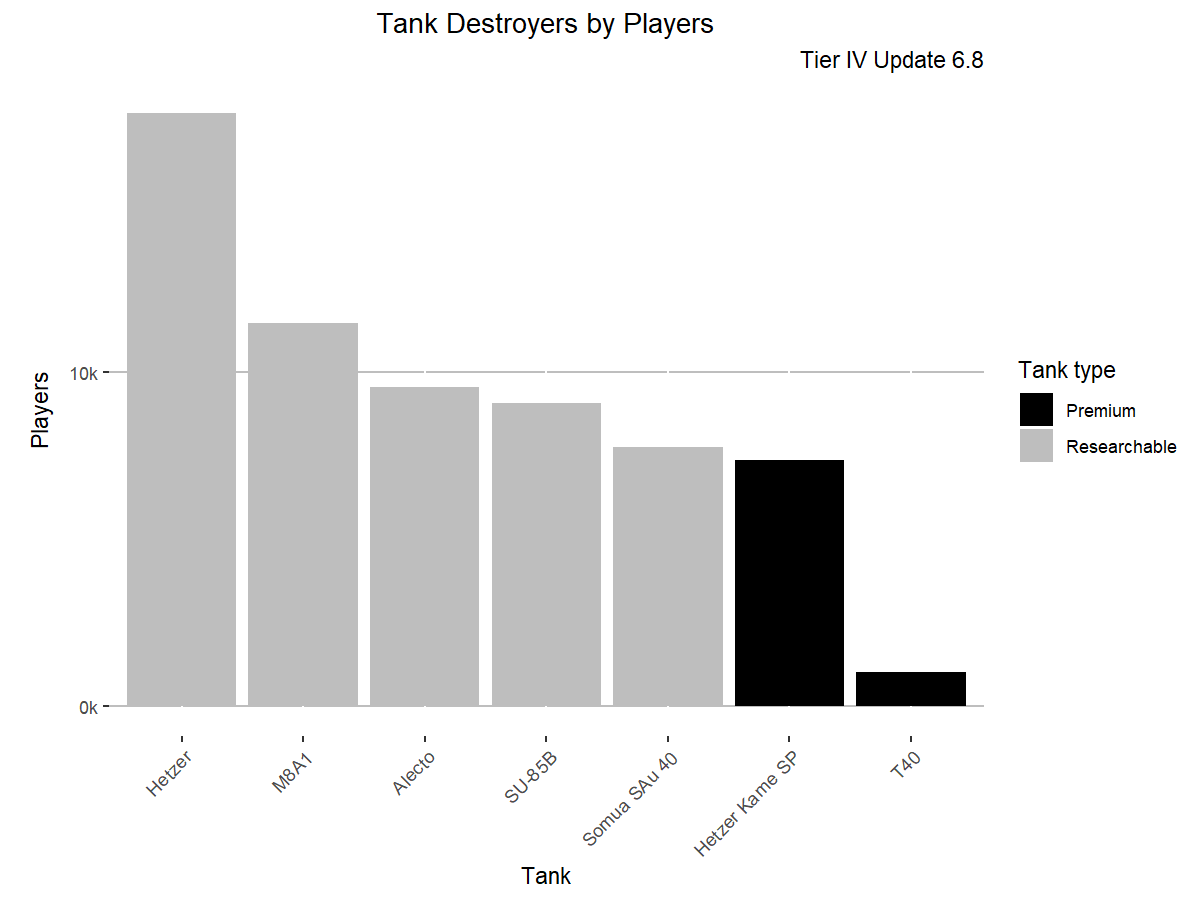 Tank Destroyers by Players
Tier IV Update 6.8
Players
10k
0k
Hetzer
M8A1
Alecto
SU-85B
Somua SAu 40
Hetzer Kame SP
T40
Tank
Tank type
Premium
Researchable